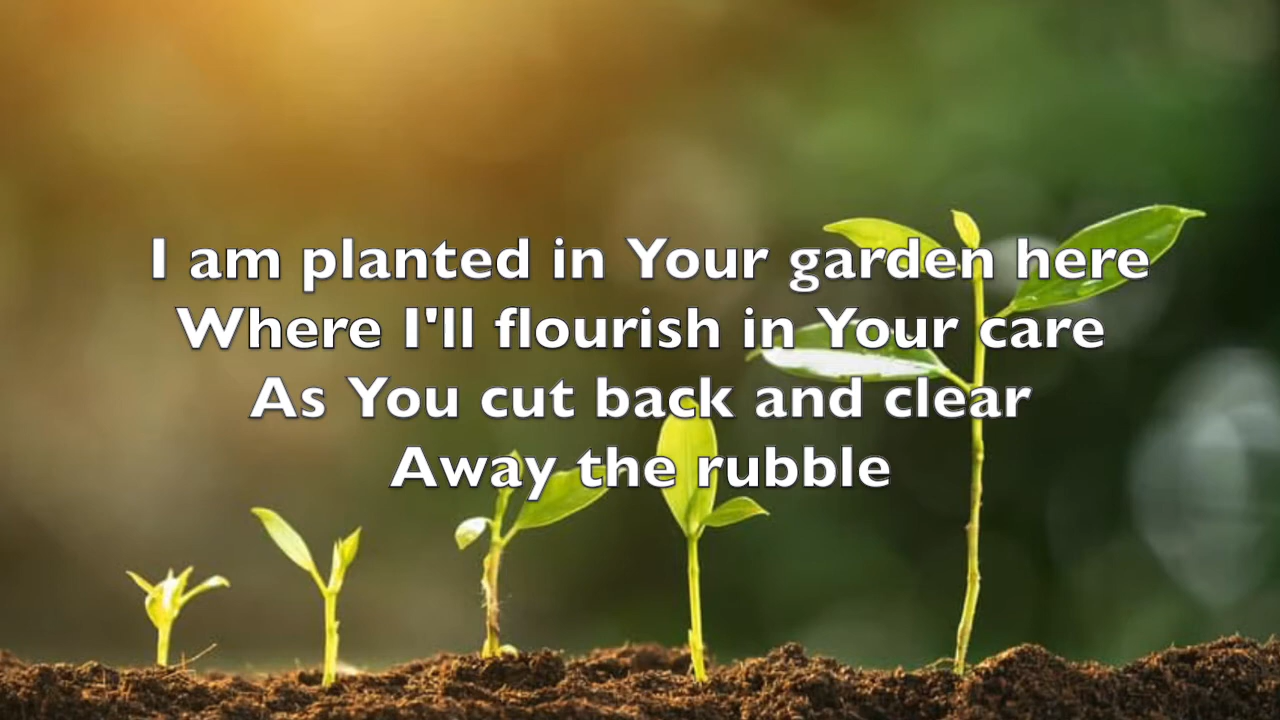 I am planted in Your garden here
Where I'll flourish in Your care
As You cut back and clear
Away the rubble